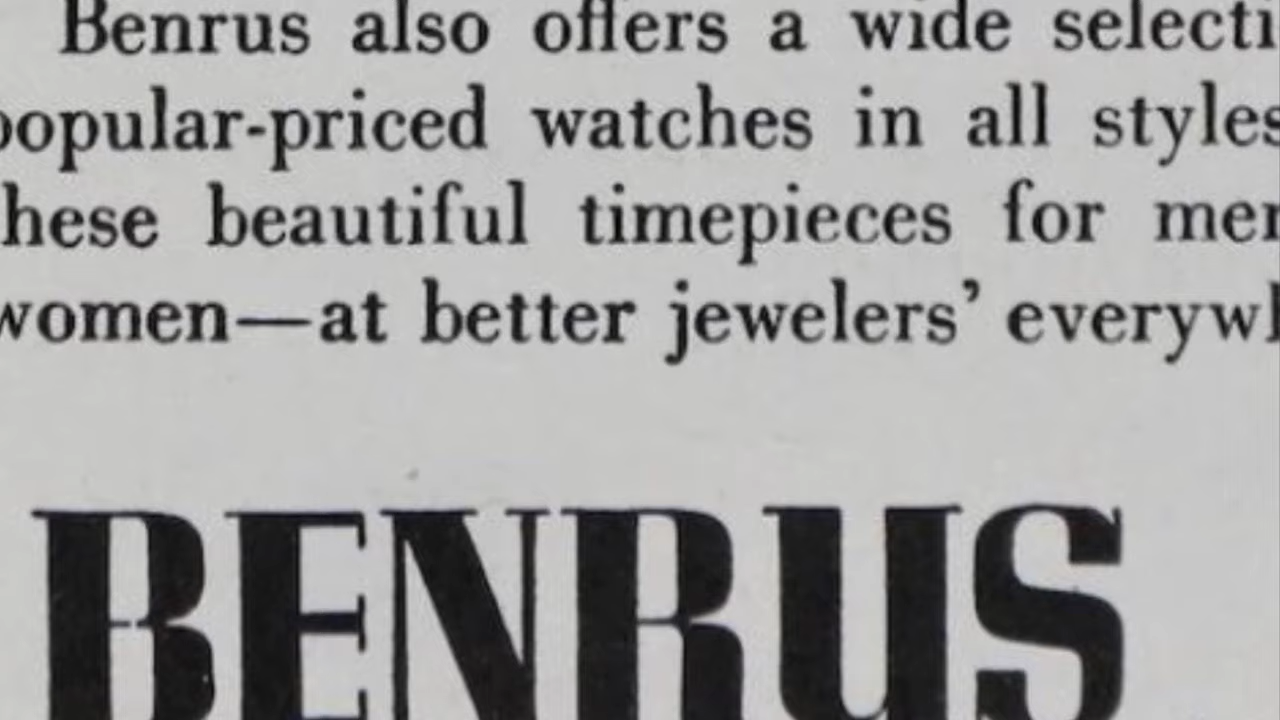 Benrus also offers a wide selecti
popular-priced watches in all styles
hese beautiful timepieces for men
women—at better jewelers’ everywh
BENRUS